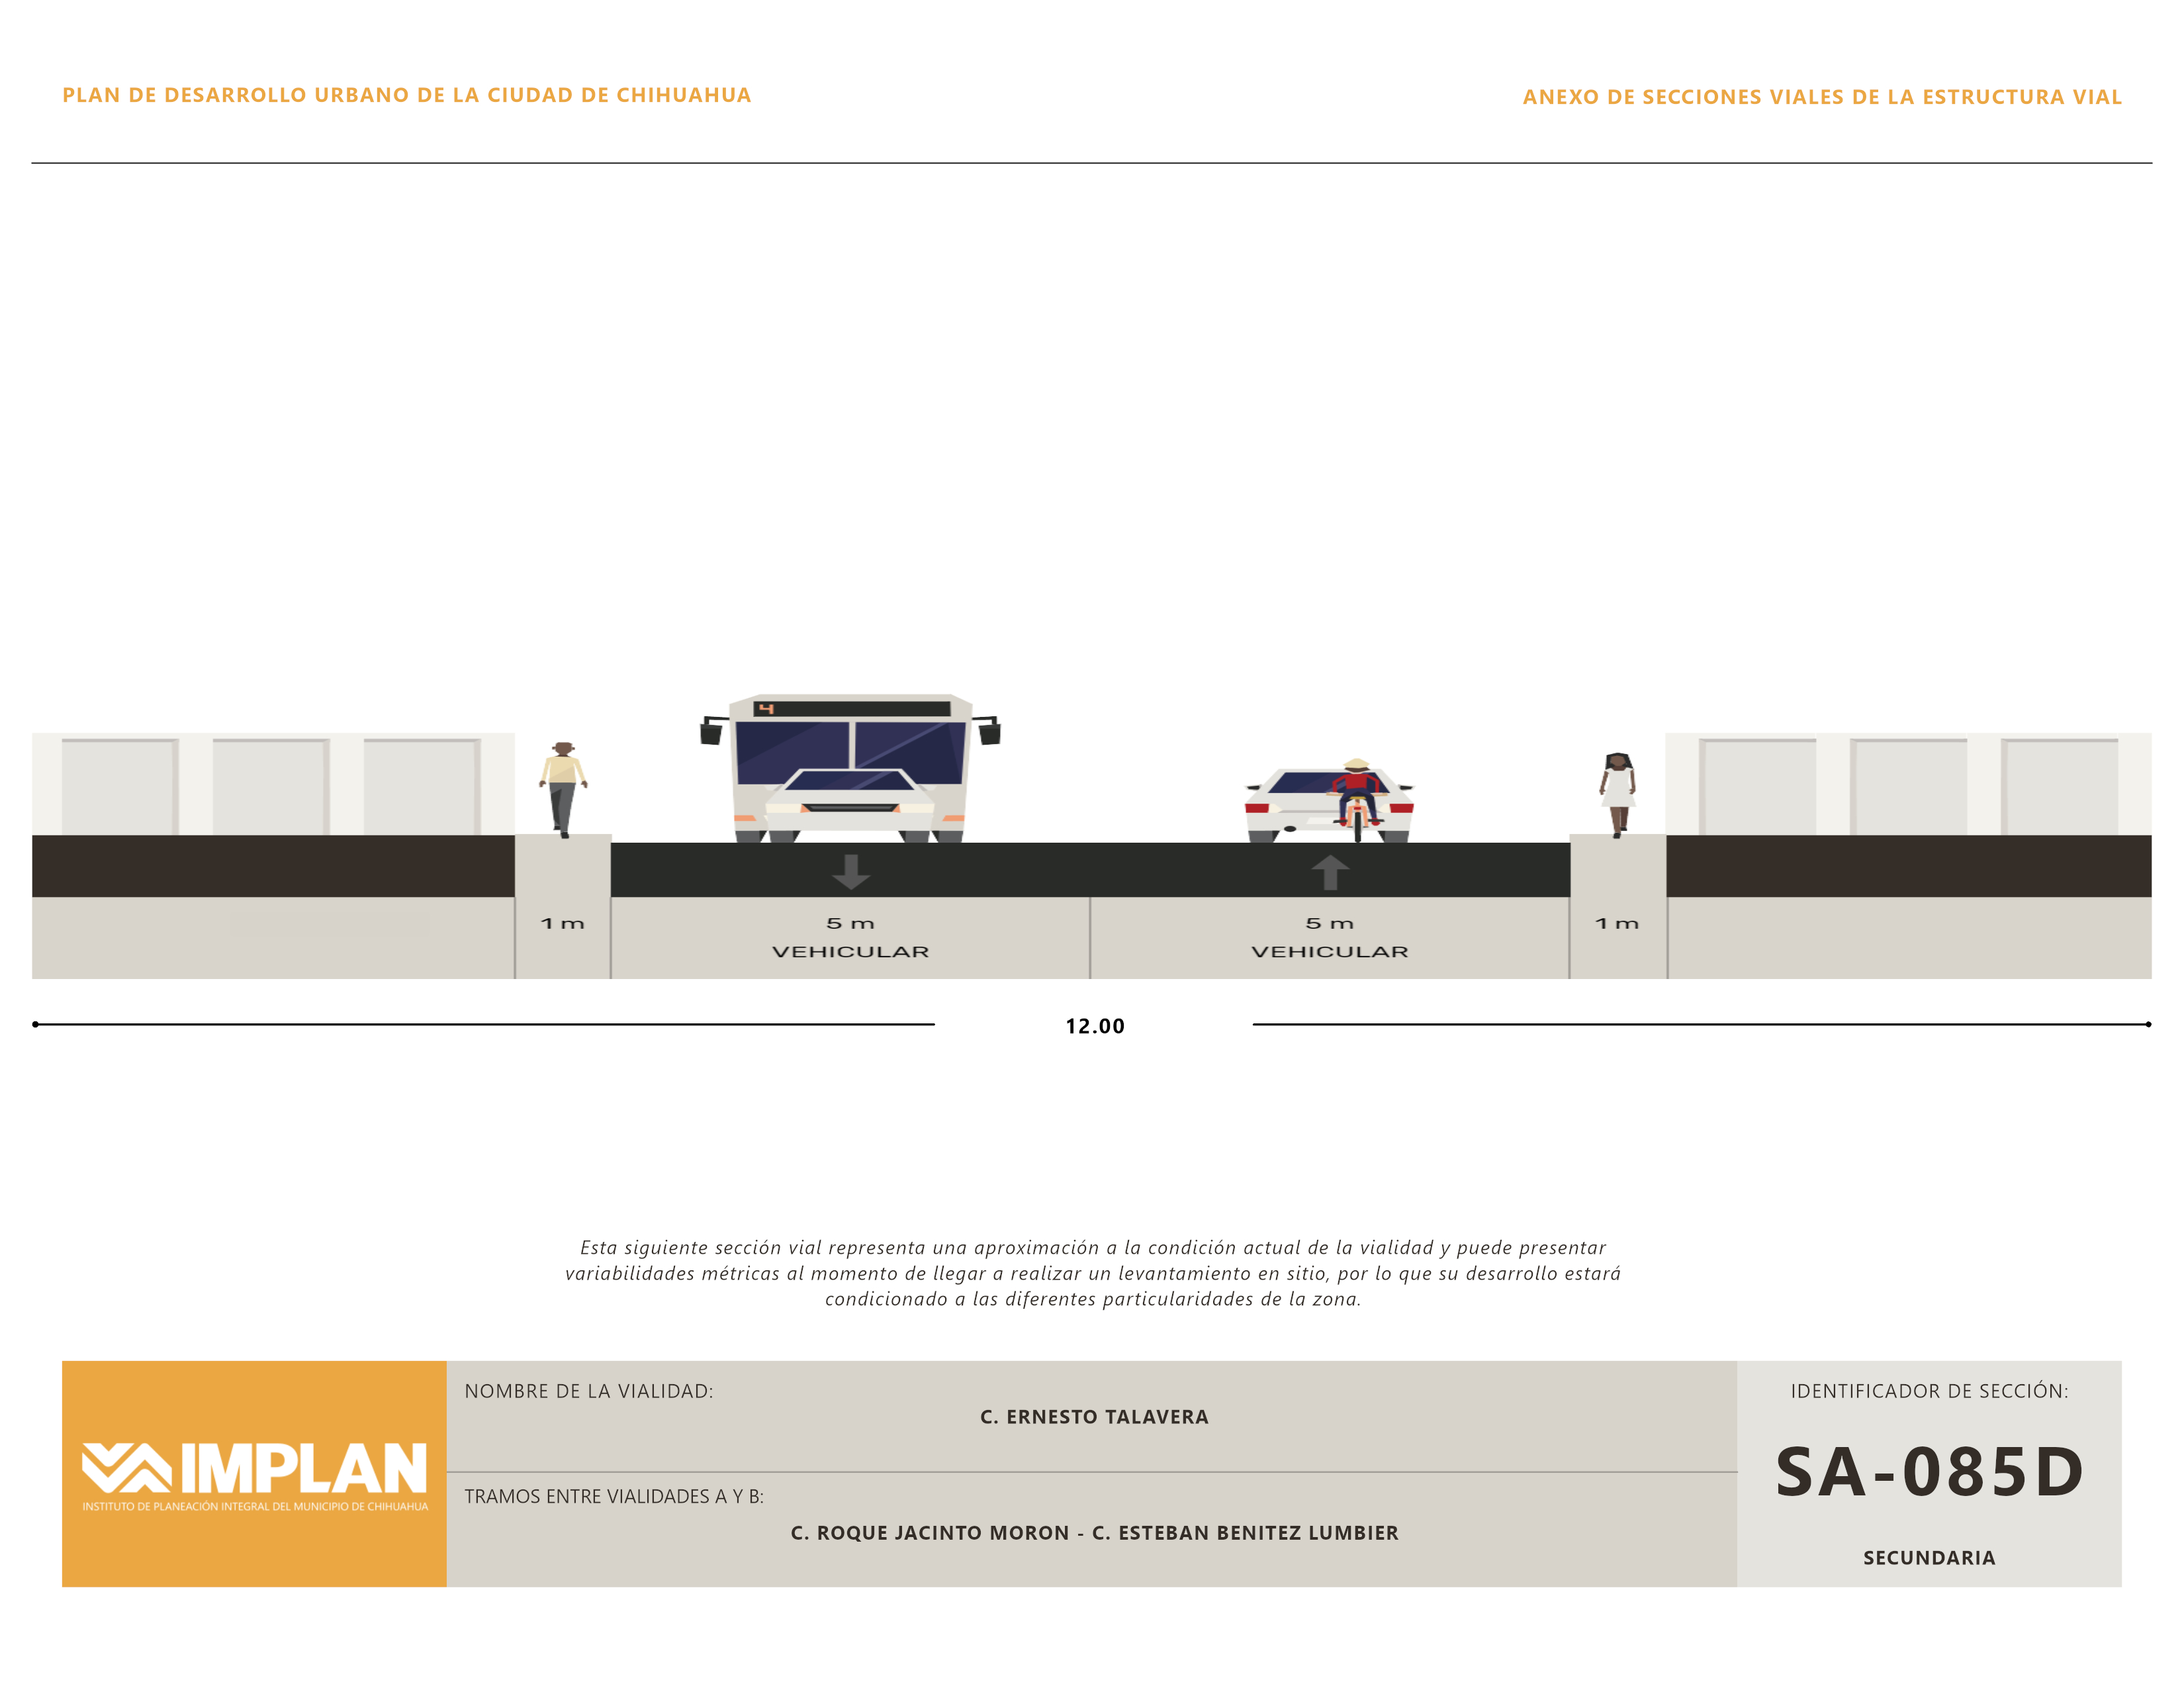 PLAN DE DESARROLLO URBANO DE LA CIUDAD DE CHIHUAHUA
ANEXO DE SECCIONES VIALES DE LA ESTRUCTURA VIAL
4
1 m
5 m
VEHICULAR
5 m
VEHICULAR
1 m
12.00
Esta siguiente sección vial representa una aproximación a la condición actual de la vialidad y puede presentar
variabilidades métricas al momento de llegar a realizar un levantamiento en sitio, por lo que su desarrollo estará
condicionado a las diferentes particularidades de la zona.
IMPLAN
INSTITUTO DE PLANEACIÓN INTEGRAL DEL MUNICIPIO DE CHIHUAHUA
NOMBRE DE LA VIALIDAD:
C. ERNESTO TALAVERA
TRAMOS ENTRE VIALIDADES A Y B:
C. ROQUE JACINTO MORON - C. ESTEBAN BENITEZ LUMBIER
IDENTIFICADOR DE SECCIÓN:
SA-085D
SECUNDARIA